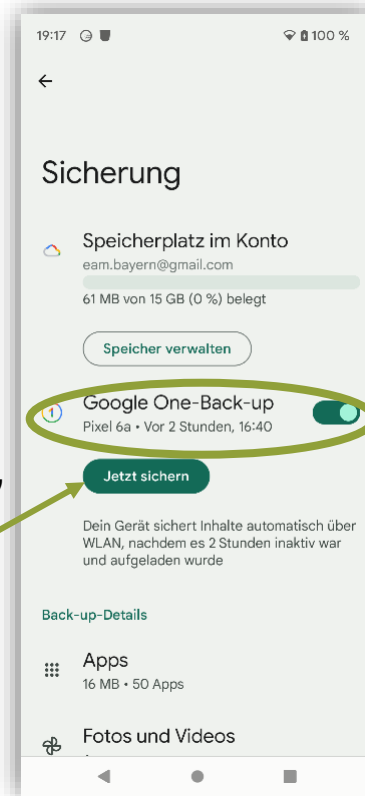 19:17
100 %
Sicherung
Speicherplatz im Konto
eam.bayern@gmail.com
61 MB von 15 GB (0 %) belegt
Speicher verwalten
Google One-Back-up
Pixel 6a • Vor 2 Stunden, 16:40
Jetzt sichern
Dein Gerät sichert Inhalte automatisch über
WLAN, nachdem es 2 Stunden inaktiv war
und aufgeladen wurde
Back-up-Details
Apps
16 MB • 50 Apps
Fotos und Videos